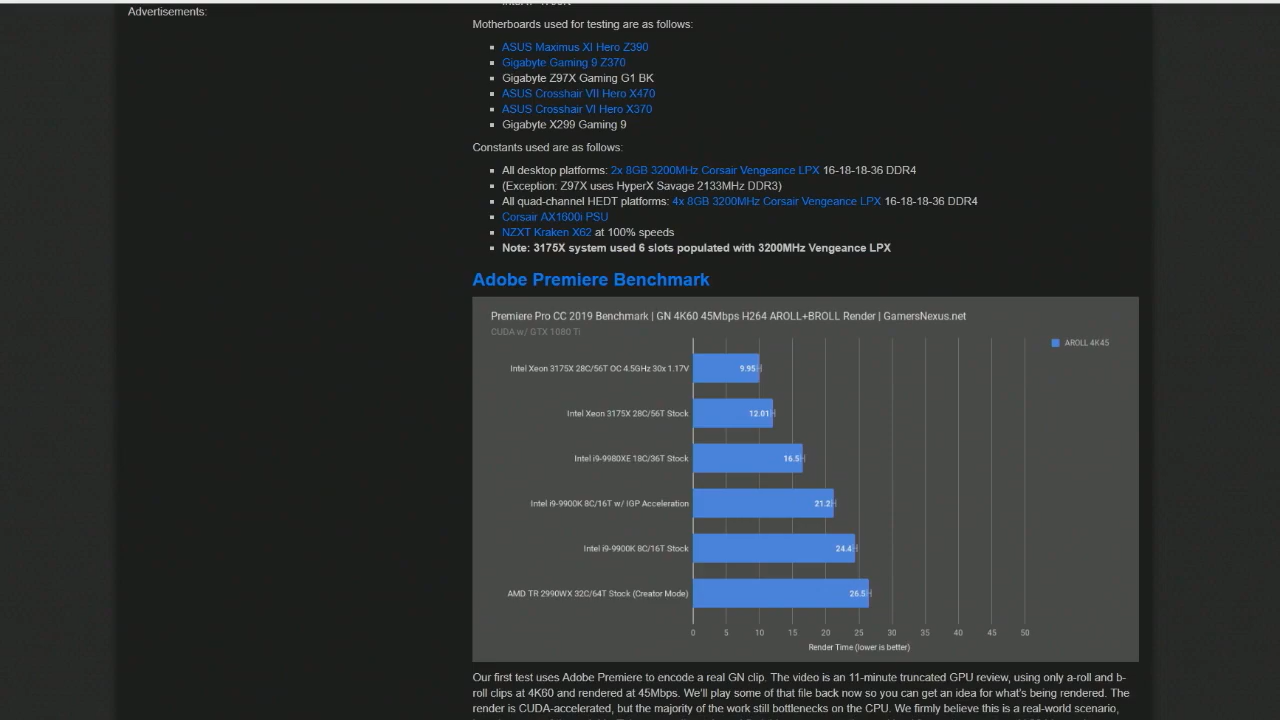 Advertisements:
Motherboards used for testing are as follows:
ASUS Maximus XI Hero Z390
Gigabyte Gaming 9 Z370
Gigabyte Z97X Gaming G1 BK
ASUS Crosshair VII Hero X470
ASUS Crosshair VI Hero X370
Gigabyte X299 Gaming 9
Constants used are as follows:
All desktop platforms: 2x 8GB 3200MHz Corsair Vengeance LPX 16-18-18-36 DDR4
(Exception: Z97X uses HyperX Savage 2133MHz DDR3)
All quad-channel HEDT platforms: 4x 8GB 3200MHz Corsair Vengeance LPX 16-18-18-36 DDR4
Corsair AX1600i PSU
NZXT Kraken X62 at 100% speeds
Note: 3175X system used 6 slots populated with 3200MHz Vengeance LPX
Adobe Premiere Benchmark
Premiere Pro CC 2019 Benchmark | GN 4K60 45Mbps H264 AROLL+BROLL Render | GamersNexus.net
CUDA w/ GTX 1080 Ti
AROLL 4K45
Intel Xeon 3175X 28C/56T OC 4.5GHz 30x 1.17V 9.95
Intel Xeon 3175X 28C/56T Stock 12.01
Intel i9-9980XE 18C/36T Stock 16.5
Intel i9-9900K 8C/16T w/ IGP Acceleration 21.2
Intel i9-9900K 8C/16T Stock 24.4
AMD TR 2990WX 32C/64T Stock (Creator Mode) 26.5
0 5 10 15 20 25 30 35 40 45 50
Render Time (lower is better)
Our first test uses Adobe Premiere to encode a real GN clip. The video is an 11-minute truncated GPU review, using only a-roll and b-
roll clips at 4K60 and rendered at 45Mbps. We'll play some of that file back now so you can get an idea for what's being rendered. The
render is CUDA-accelerated, but the majority of the work still bottlenecks on the CPU. We firmly believe this is a real-world scenario,